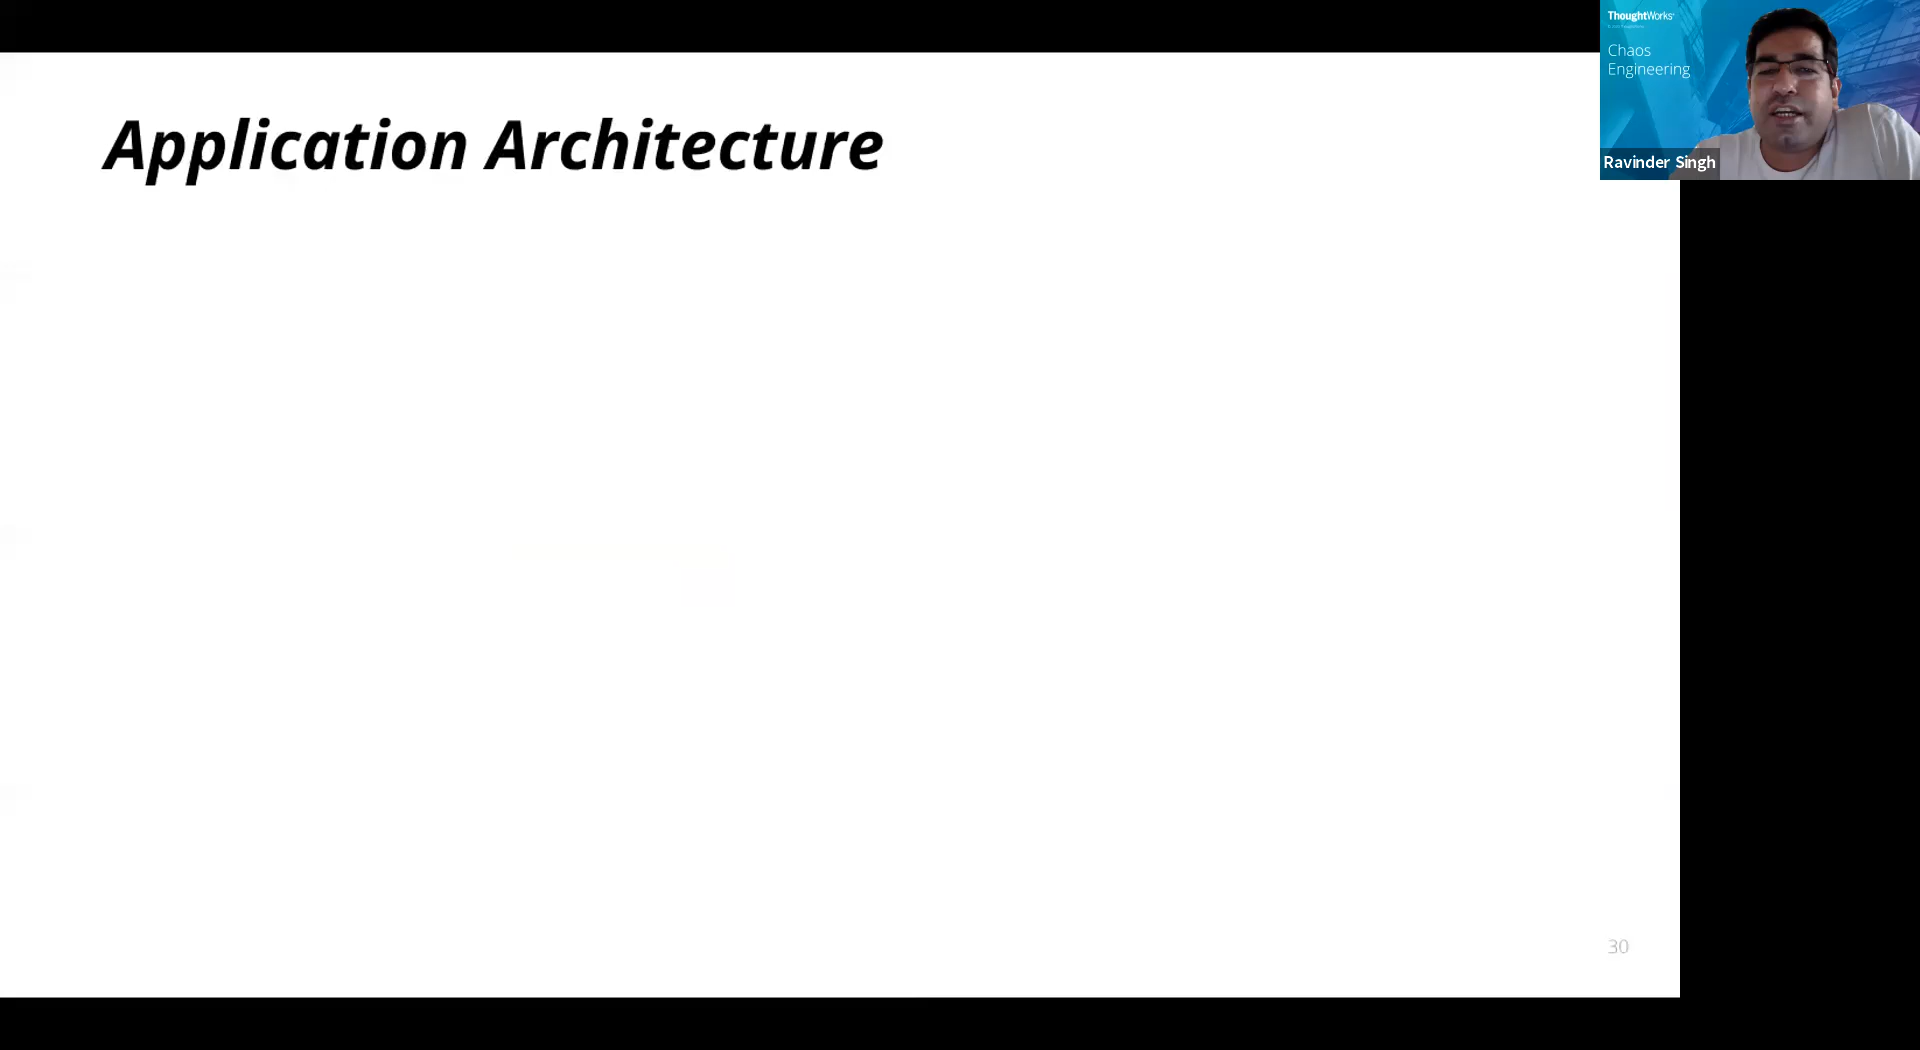 Application Architecture
ThoughtWorks
Chaos
Engineering
Ravinder Singh
30